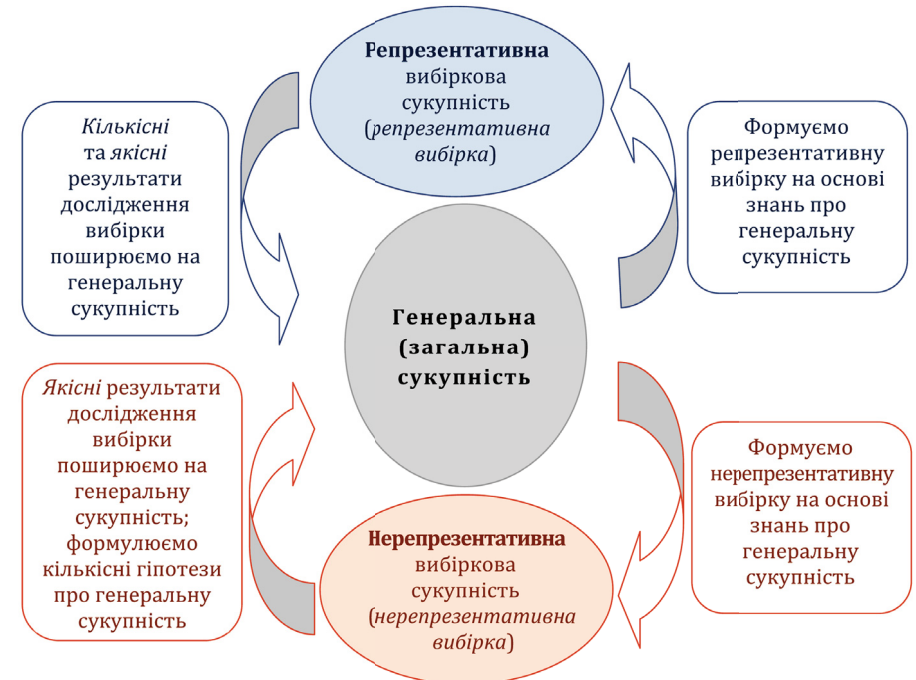 Репрезентативна
вибіркова
сукупність
(репрезентативна
вибірка)
Кількісні
та якісні
результати
дослідження
вибірки
поширюємо на
генеральну
сукупність
Формуємо
репрезентативну
вибірку на основі
знань про
генеральну
сукупність
Генеральна
(загальна)
сукупність
Якісні результати
дослідження
вибірки
поширюємо на
генеральну
сукупність;
формулюємо
кількісні гіпотези
про генеральну
сукупність
Формуємо
нерепрезентативну
вибірку на основі
знань про
генеральну
сукупність
Нерепрезентативна
вибіркова
сукупність
(нерепрезентативна
вибірка)